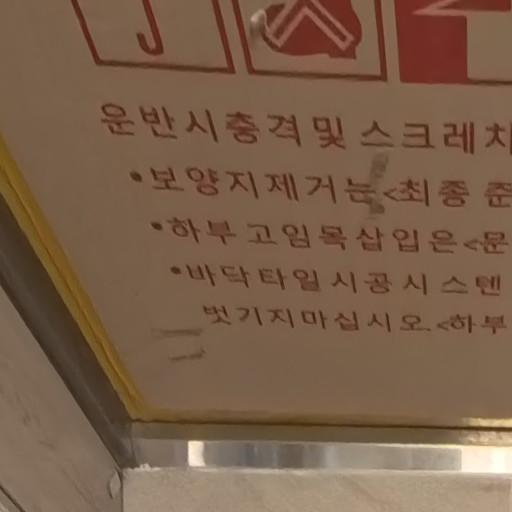 운반시충격및 스크레치
•보양지제거는<최종 준
•하부고임목삽입은<문
•바닥타일시공시 스텐
벗기지마십시오.<하부